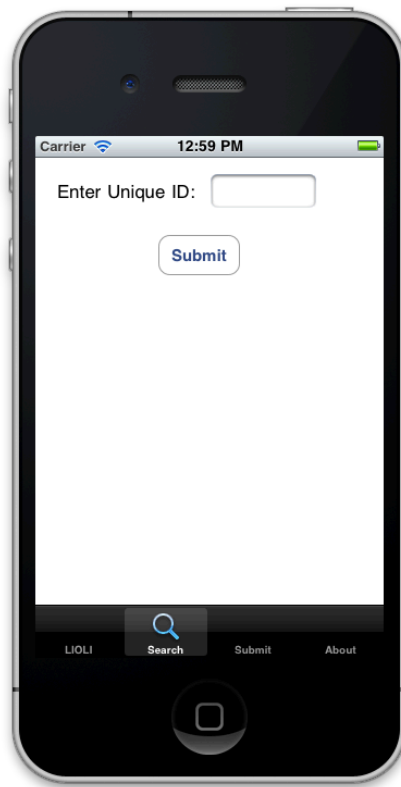 Carrier 12:59 PM
Enter Unique ID:
Submit
LIOLI Search Submit About